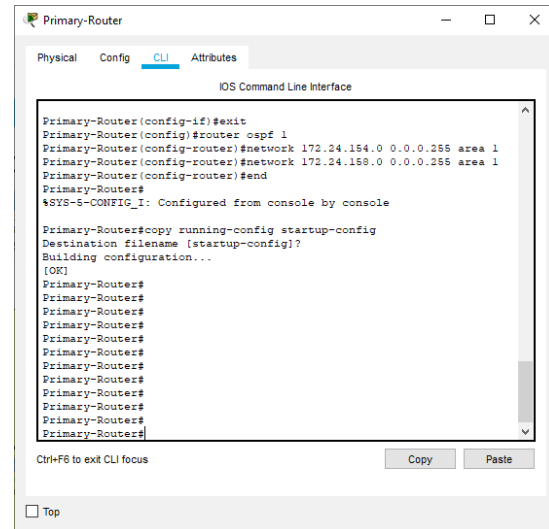 Primary-Router
Physical Config CLI Attributes
IOS Command Line Interface
Primary-Router(config-if)#exit
Primary-Router(config)#router ospf 1
Primary-Router(config-router)#network 172.24.154.0 0.0.0.255 area 1
Primary-Router(config-router)#network 172.24.158.0 0.0.0.255 area 1
Primary-Router(config-router)#end
Primary-Router#
%SYS-5-CONFIG_I: Configured from console by console
Primary-Router#copy running-config startup-config
Destination filename [startup-config]?
Building configuration...
[OK]
Primary-Router#
Primary-Router#
Primary-Router#
Primary-Router#
Primary-Router#
Primary-Router#
Primary-Router#
Primary-Router#
Primary-Router#
Primary-Router#
Primary-Router#
Primary-Router#
Ctrl+F6 to exit CLI focus
Copy Paste
Top